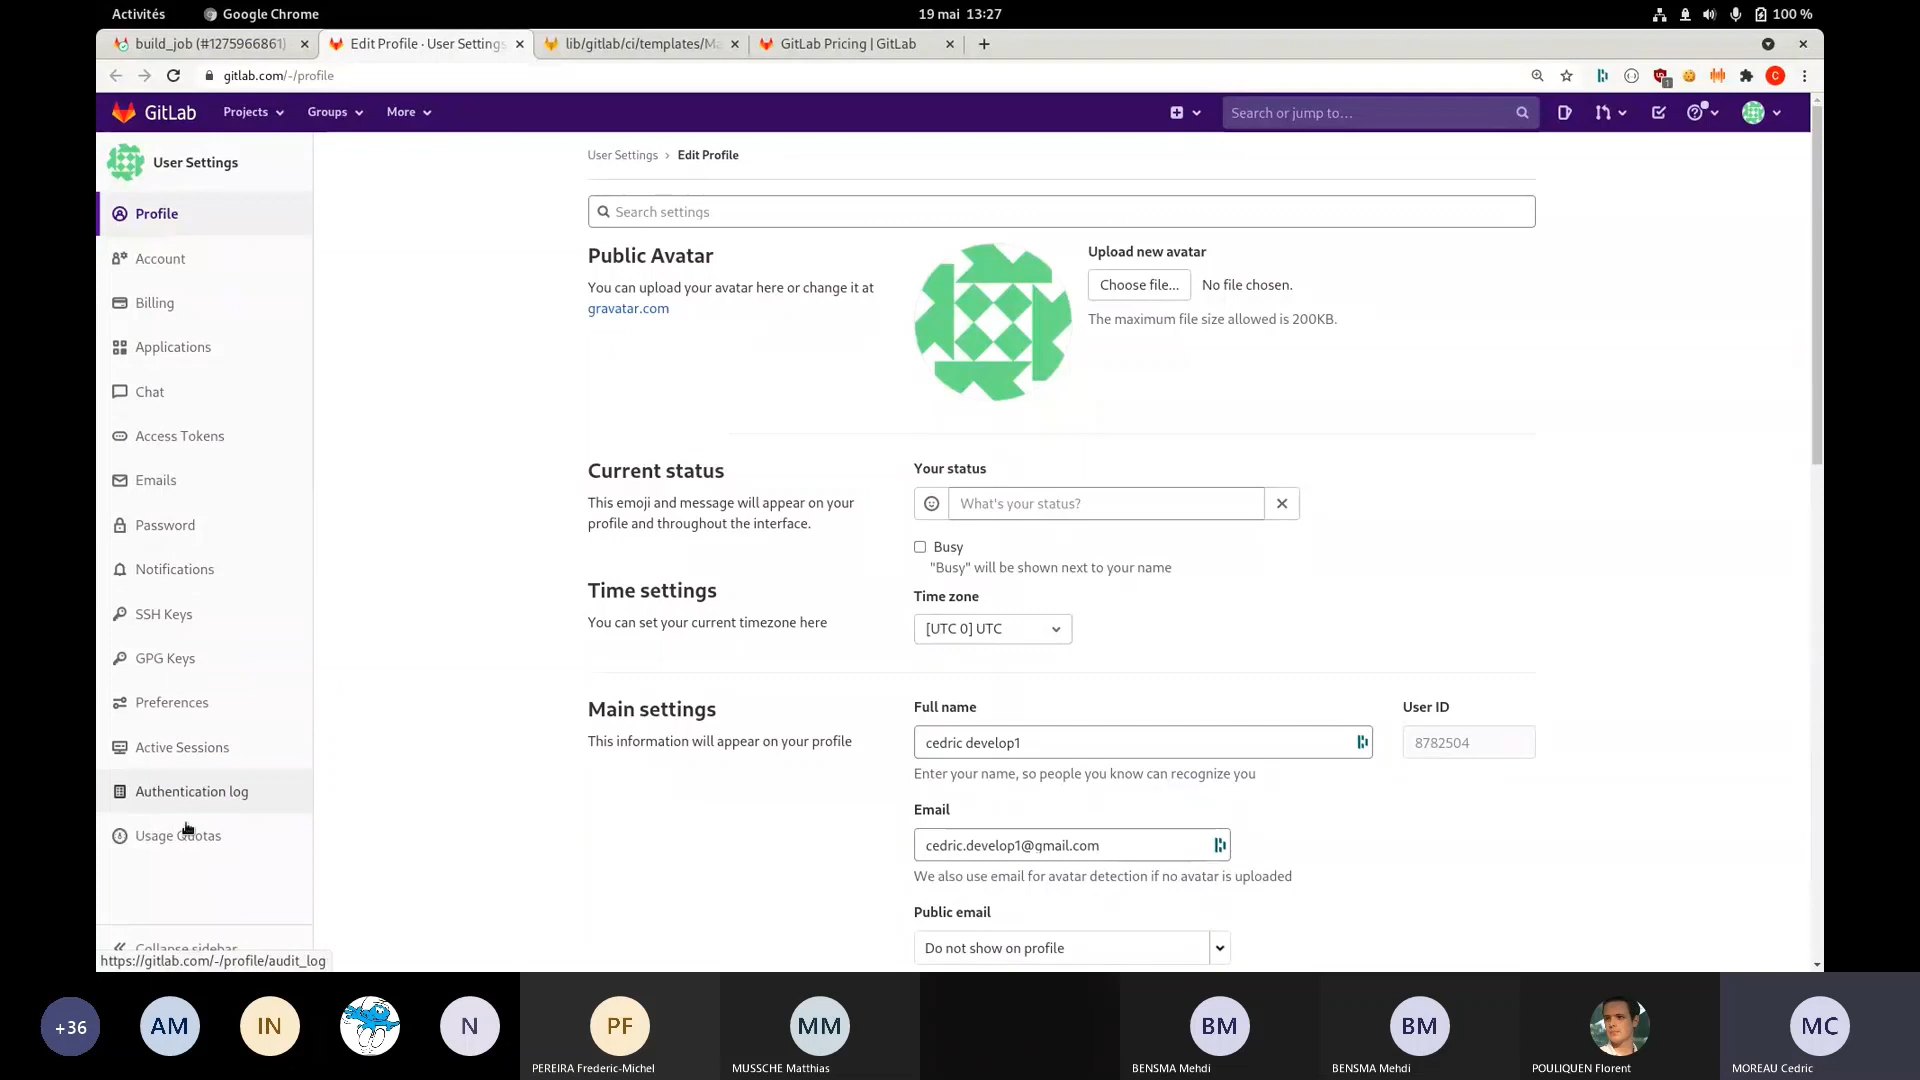 Activités
Google Chrome
19 mai 13:27
100 %
build_job (#1275966861)
Edit Profile · User Settings
lib/gitlab/ci/templates/Ma
GitLab Pricing | GitLab
gitlab.com/-/profile
1
C
GitLab
Projects
Groups
More
Search or jump to...
User Settings
Profile
Account
Billing
Applications
Chat
Access Tokens
Emails
Password
Notifications
SSH Keys
GPG Keys
Preferences
Active Sessions
Authentication log
Usage Quotas
Collapse sidebar
https://gitlab.com/-/profile/audit_log
User Settings › Edit Profile
Search settings
Public Avatar
You can upload your avatar here or change it at
gravatar.com
Upload new avatar
Choose file...
No file chosen.
The maximum file size allowed is 200KB.
Current status
This emoji and message will appear on your
profile and throughout the interface.
Your status
What's your status?
Busy
"Busy" will be shown next to your name
Time settings
You can set your current timezone here
Time zone
[UTC 0] UTC
Main settings
This information will appear on your profile
Full name
cedric develop1
Enter your name, so people you know can recognize you
User ID
8782504
Email
cedric.develop1@gmail.com
We also use email for avatar detection if no avatar is uploaded
Public email
Do not show on profile
+36
AM
IN
N
PF
PEREIRA Frederic-Michel
MM
MUSSCHE Matthias
BM
BENSMA Mehdi
BM
BENSMA Mehdi
POULIQUEN Florent
MC
MOREAU Cedric